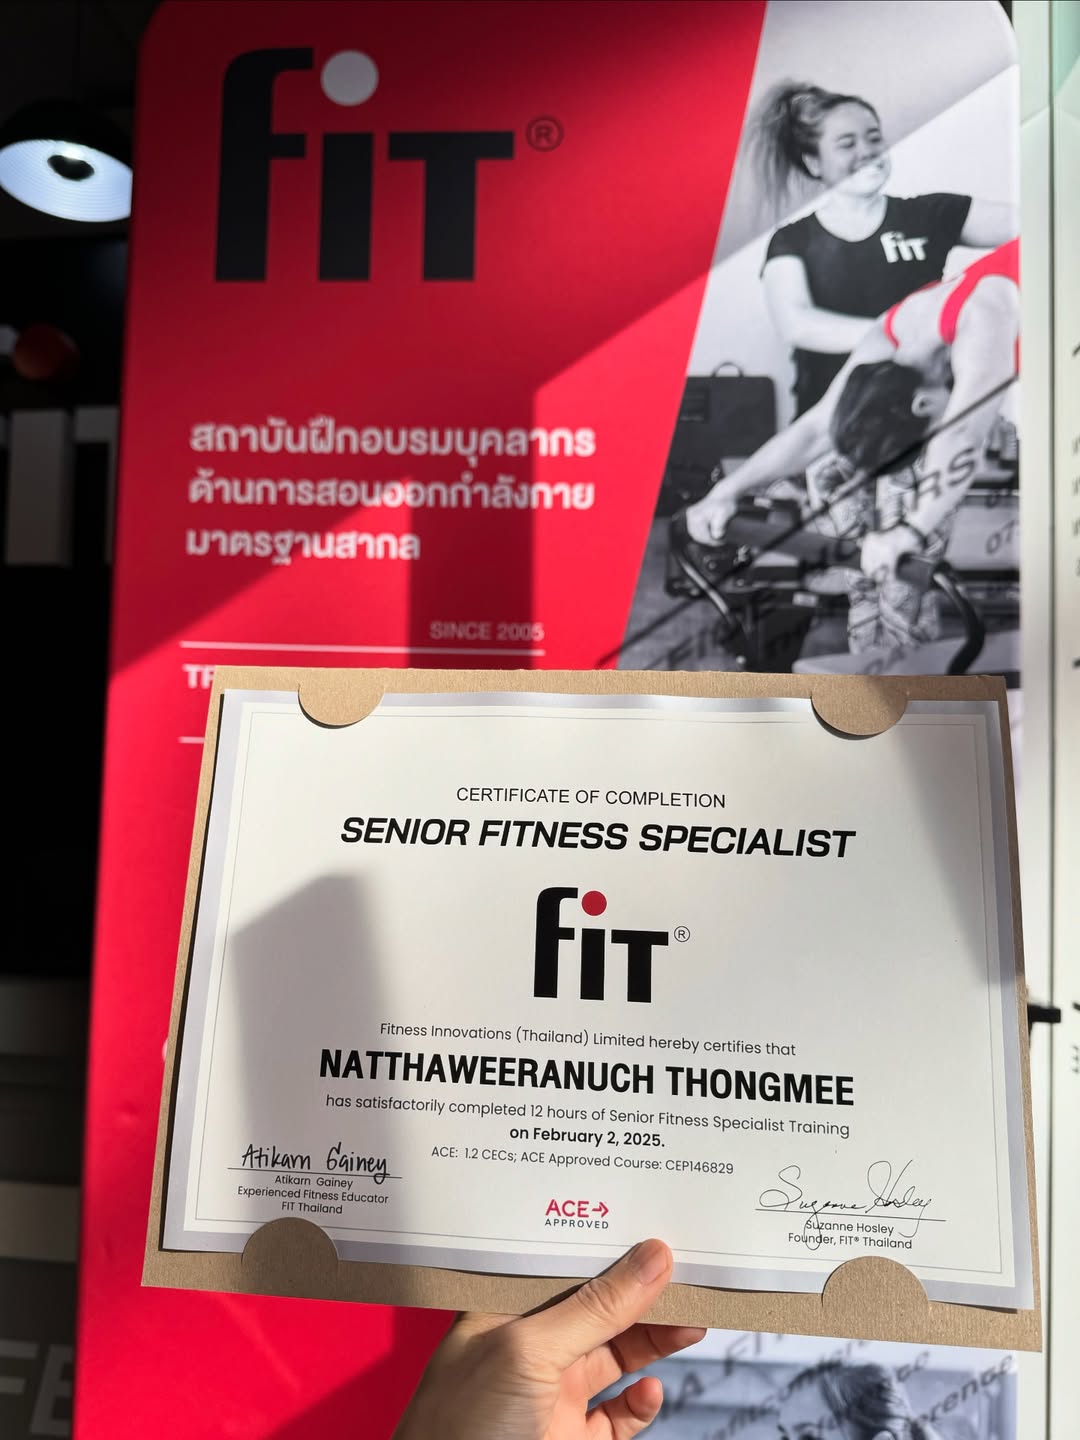 fiT®
fiT
สถาบันฝึกอบรมบุคลากร
ด้านการสอนออกกำลังกาย
มาตรฐานสากล
SINCE 2005
CERTIFICATE OF COMPLETION
SENIOR FITNESS SPECIALIST
fiT®
Fitness Innovations (Thailand) Limited hereby certifies that
NATTHAWEERANUCH THONGMEE
has satisfactorily completed 12 hours of Senior Fitness Specialist Training
on February 2, 2025.
ACE: 1.2 CECs; ACE Approved Course: CEP146829
Atikarn Gainey
Atikarn Gainey
Experienced Fitness Educator
FIT Thailand
ACE
APPROVED
Suzanne Hosley
Suzanne Hosley
Founder, FIT® Thailand